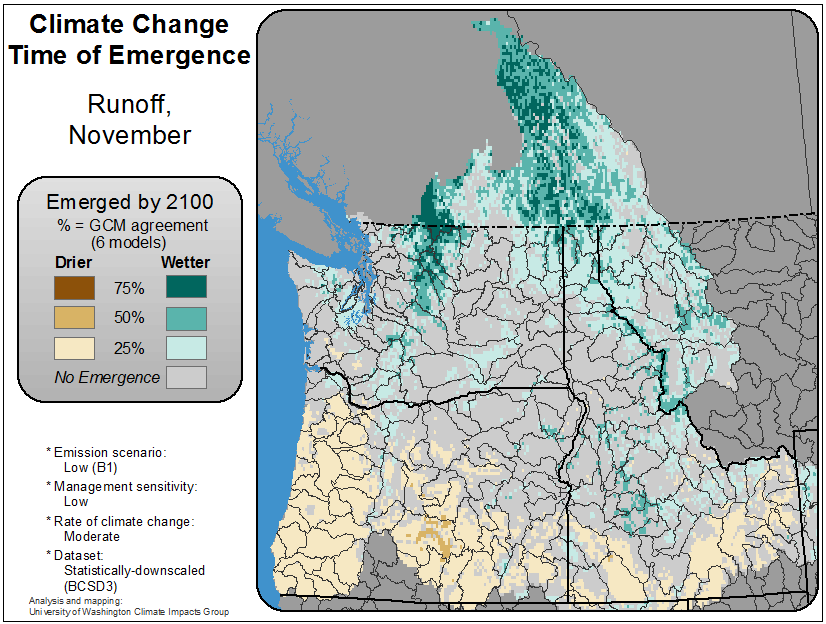 Climate Change
Time of Emergence
Runoff,
November
Emerged by 2100
% = GCM agreement
(6 models)
Drier Wetter
75%
50%
25%
No Emergence
* Emission scenario:
Low (B1)
* Management sensitivity:
Low
* Rate of climate change:
Moderate
* Dataset:
Statistically-downscaled
(BCSD3)
Analysis and mapping:
University of Washington Climate Impacts Group